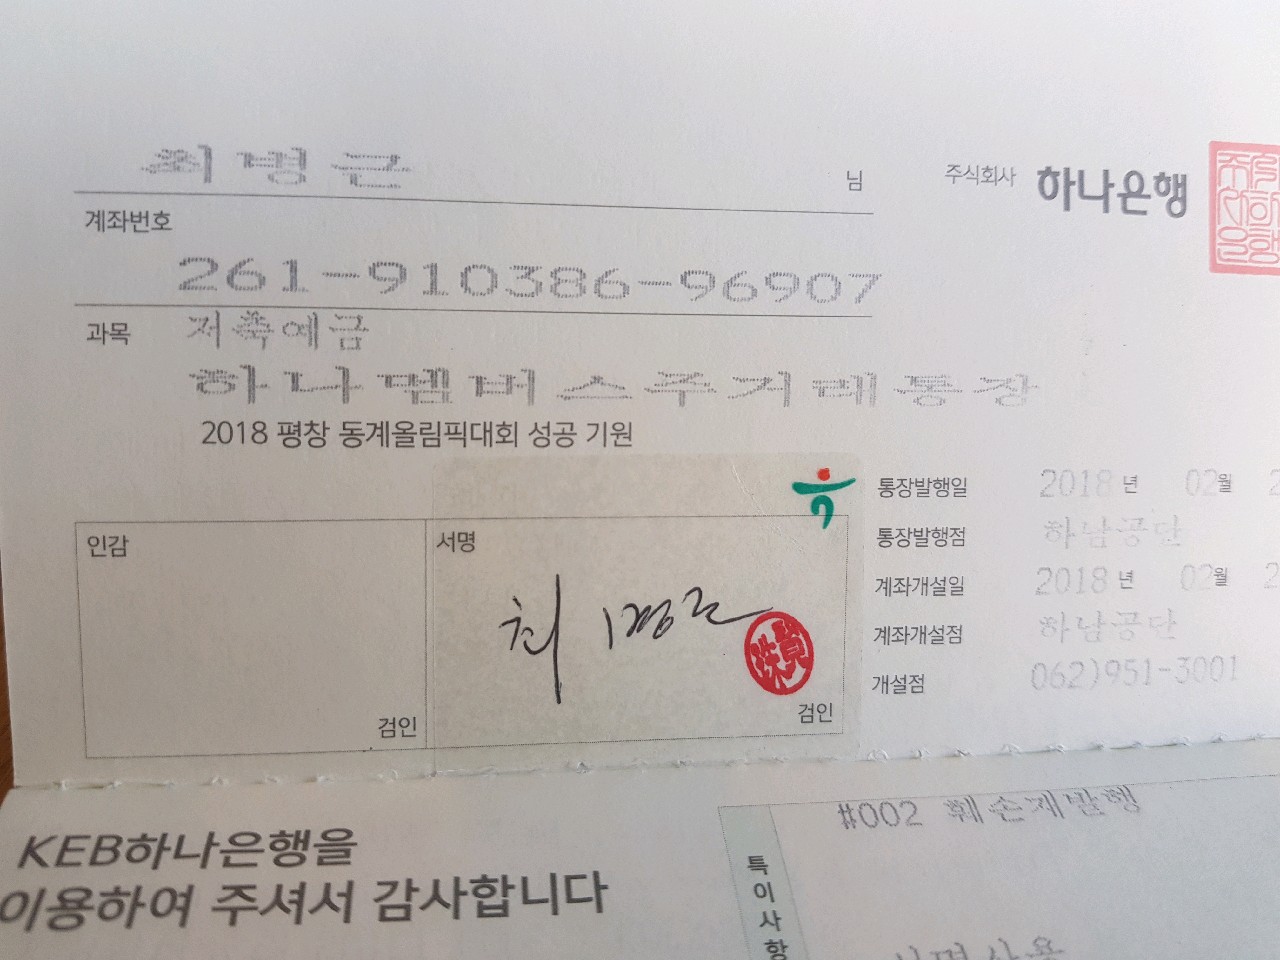 최병근 님
주식회사 하나은행
계좌번호
261-910386-96907
과목 저축예금
하나멤버스주거래통장
2018 평창 동계올림픽대회 성공 기원
인감
검인
서명
최병근
검인
통장발행일 2018 년 02월 2
통장발행점 하남공단
계좌개설일 2018 년 02월 2
계좌개설점 하남공단
개설점 062)951-3001
KEB하나은행을
이용하여 주셔서 감사합니다
특이사항
#002 훼손재발행